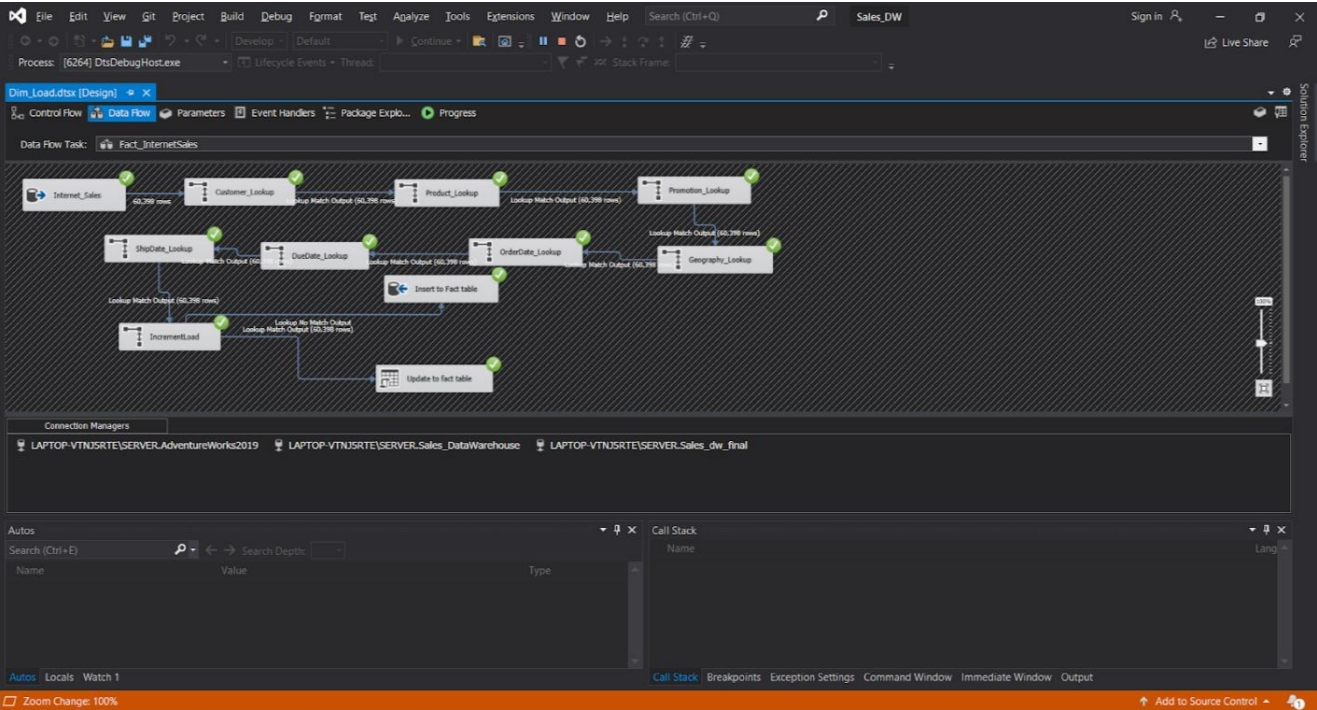 File Edit View Git Project Build Debug Format Test Analyze Tools Extensions Window Help Search (Ctrl+Q) Sales_DW Sign in
Develop Default Continue Live Share
Process: [6264] DtsDebugHost.exe Lifecycle Events Thread: Stack Frame:
Dim_Load.dtsx [Design]
Control Flow Data Flow Parameters Event Handlers Package Explo... Progress
Solution Explorer
Data Flow Task: Fact_InternetSales
Internet_Sales
60,398 rows
Customer_Lookup
Lookup Match Output (60,398 rows)
Product_Lookup
Lookup Match Output (60,398 rows)
Promotion_Lookup
Lookup Match Output (60,398 rows)
ShipDate_Lookup
DueDate_Lookup
Lookup Match Output (60,398 rows)
OrderDate_Lookup
Lookup Match Output (60,398
Geography_Lookup
Insert to Fact table
Lookup Match Output (60,398 rows)
Lookup No Match Output
Lookup Match Output (60,398 rows)
IncrementLoad
Update to fact table
Connection Managers
LAPTOP-VTNJSRTE\SERVER.AdventureWorks2019 LAPTOP-VTNJSRTE\SERVER.Sales_DataWarehouse LAPTOP-VTNJSRTE\SERVER.Sales_dw_final
Autos
Search (Ctrl+E) Search Depth:
Name Value Type
Autos Locals Watch 1
Call Stack
Name Lang
Call Stack Breakpoints Exception Settings Command Window Immediate Window Output
Zoom Change: 100% Add to Source Control 1